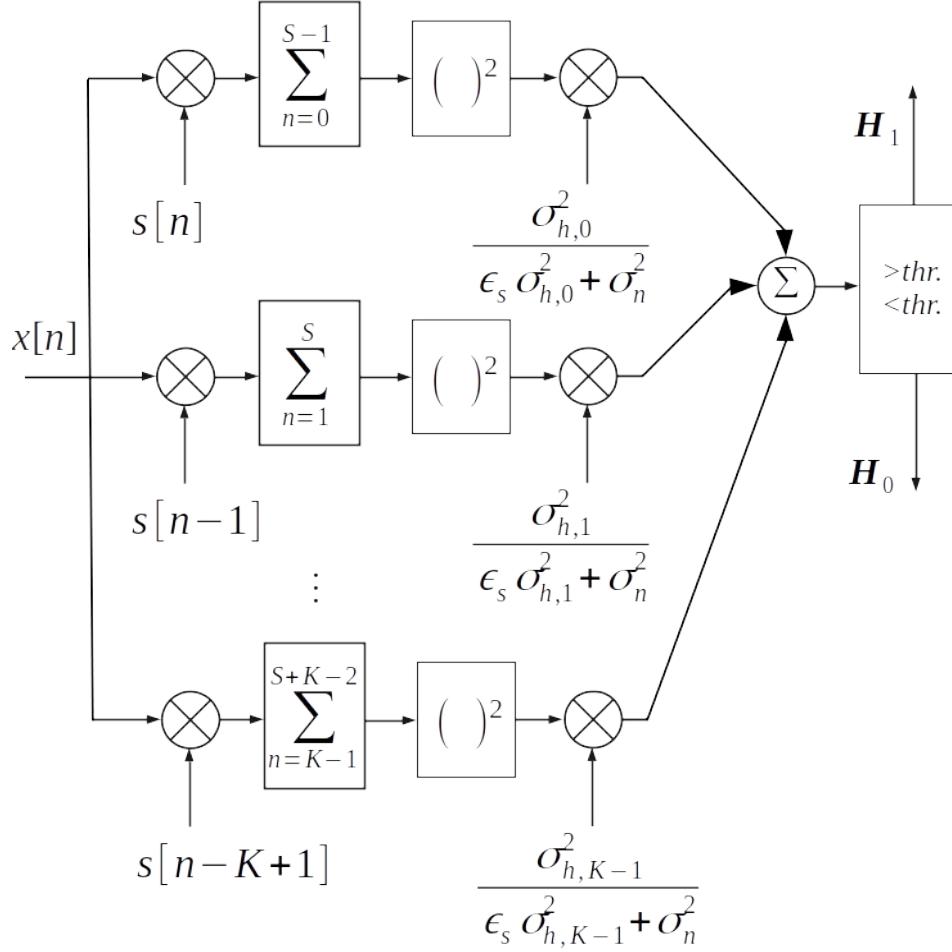 S−1
∑
n=0
( )²
s[n]
σ²h,0
ϵs σ²h,0 + σ²n
H1
>thr.
<thr.
∑
x[n]
S
∑
n=1
( )²
s[n−1]
σ²h,1
ϵs σ²h,1 + σ²n
H0
⋮
S+K−2
∑
n=K−1
( )²
s[n−K+1]
σ²h,K−1
ϵs σ²h,K−1 + σ²n